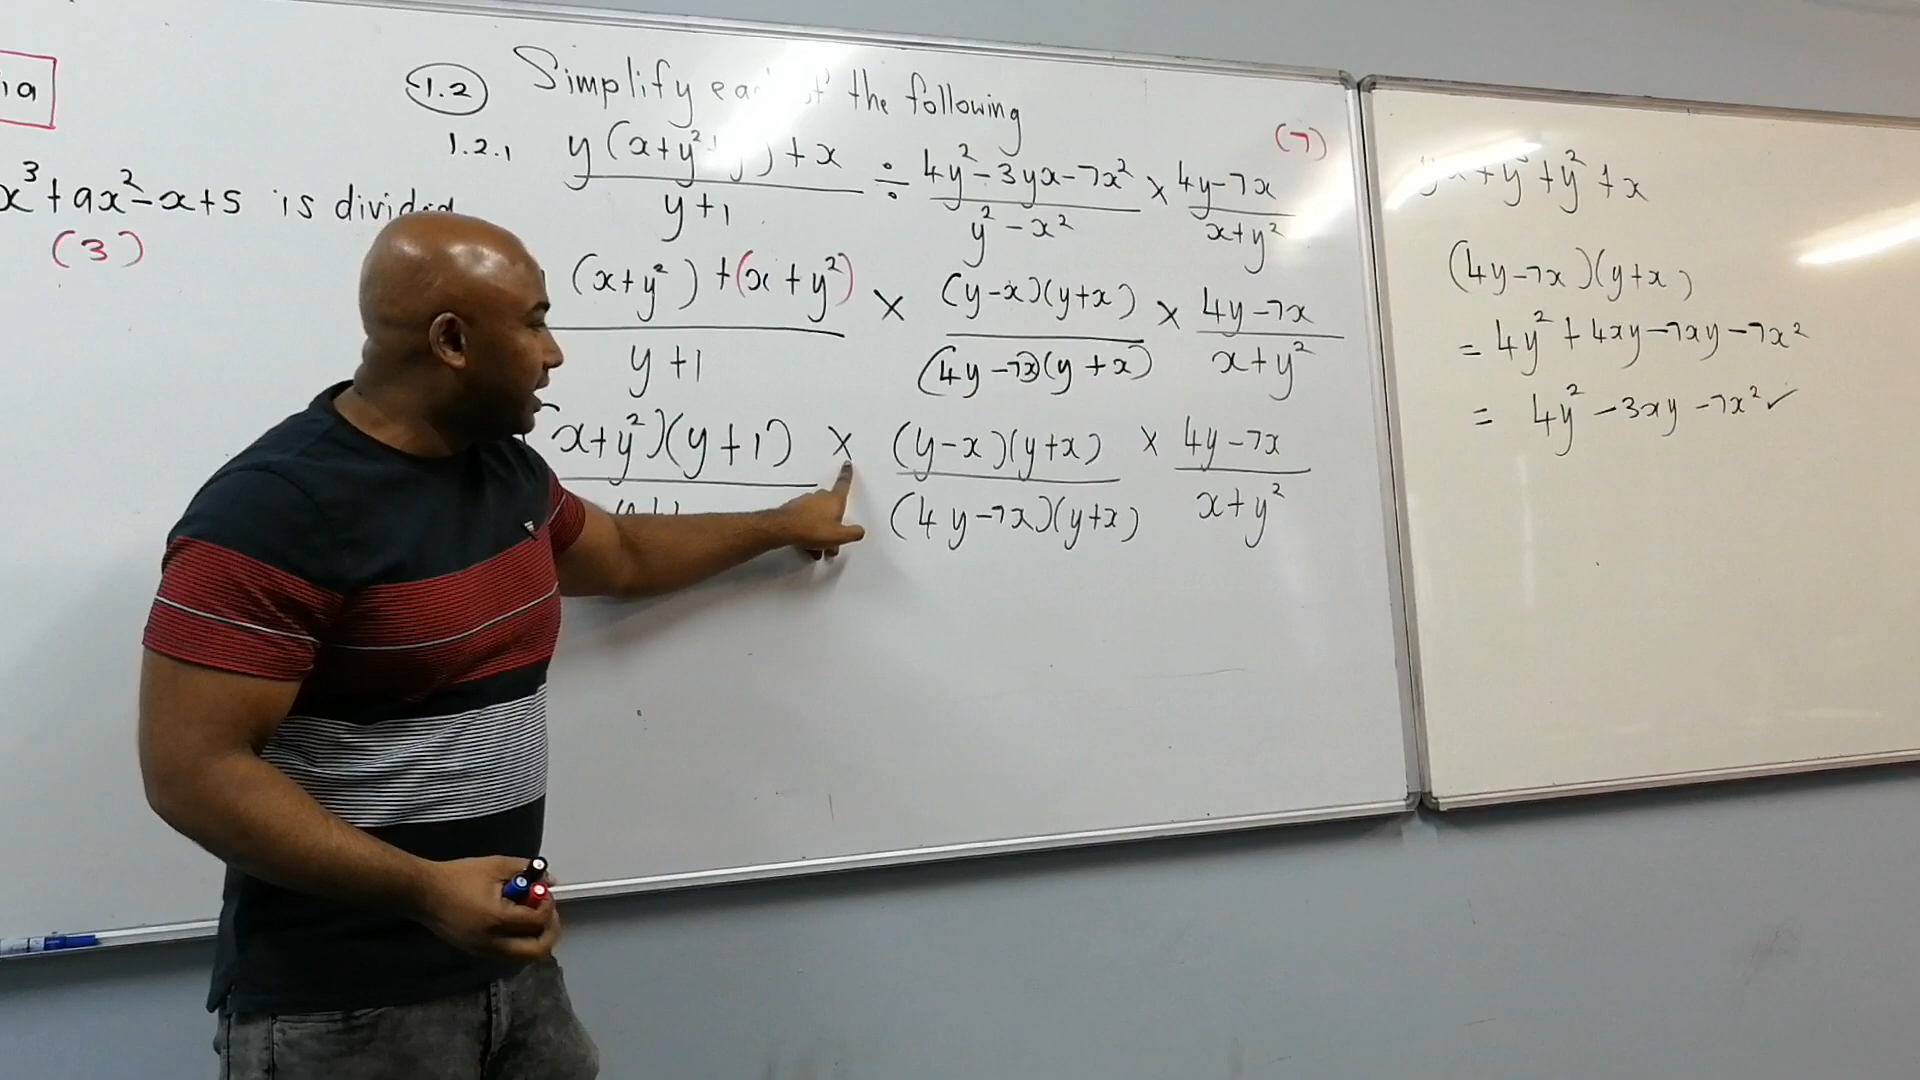 ia
x³+ax²-x+5 is divided
(3)
1.2 Simplify of the following
1.2.1 y(x+y²+y)+x / y+1 ÷ 4y²-3yx-7x² / y²-x² × 4y-7x / x+y² (7)
(x+y²)+(x+y²) / y+1 × (y-x)(y+x) / (4y-7x)(y+x) × 4y-7x / x+y²
(x+y²)(y+1) × (y-x)(y+x) / (4y-7x)(y+x) × 4y-7x / x+y²
+y³+y²+x
(4y-7x)(y+x)
= 4y²+4xy-7xy-7x²
= 4y²-3xy-7x² ✓